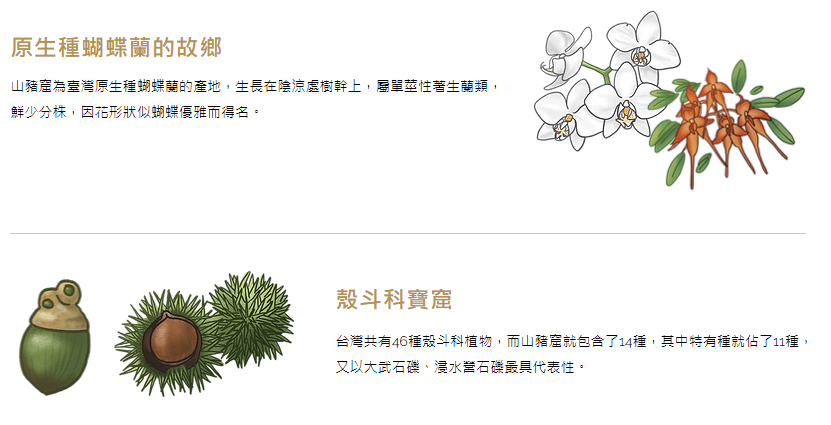 原生種蝴蝶蘭的故鄉
山豬窟為臺灣原生種蝴蝶蘭的產地，生長在陰涼處樹幹上，屬單莖性著生蘭類，
鮮少分株，因花形狀似蝴蝶優雅而得名。
殼斗科寶窟
台灣共有46種殼斗科植物，而山豬窟就包含了14種，其中特有種就佔了11種，
又以大武石礫、浸水營石礫最具代表性。